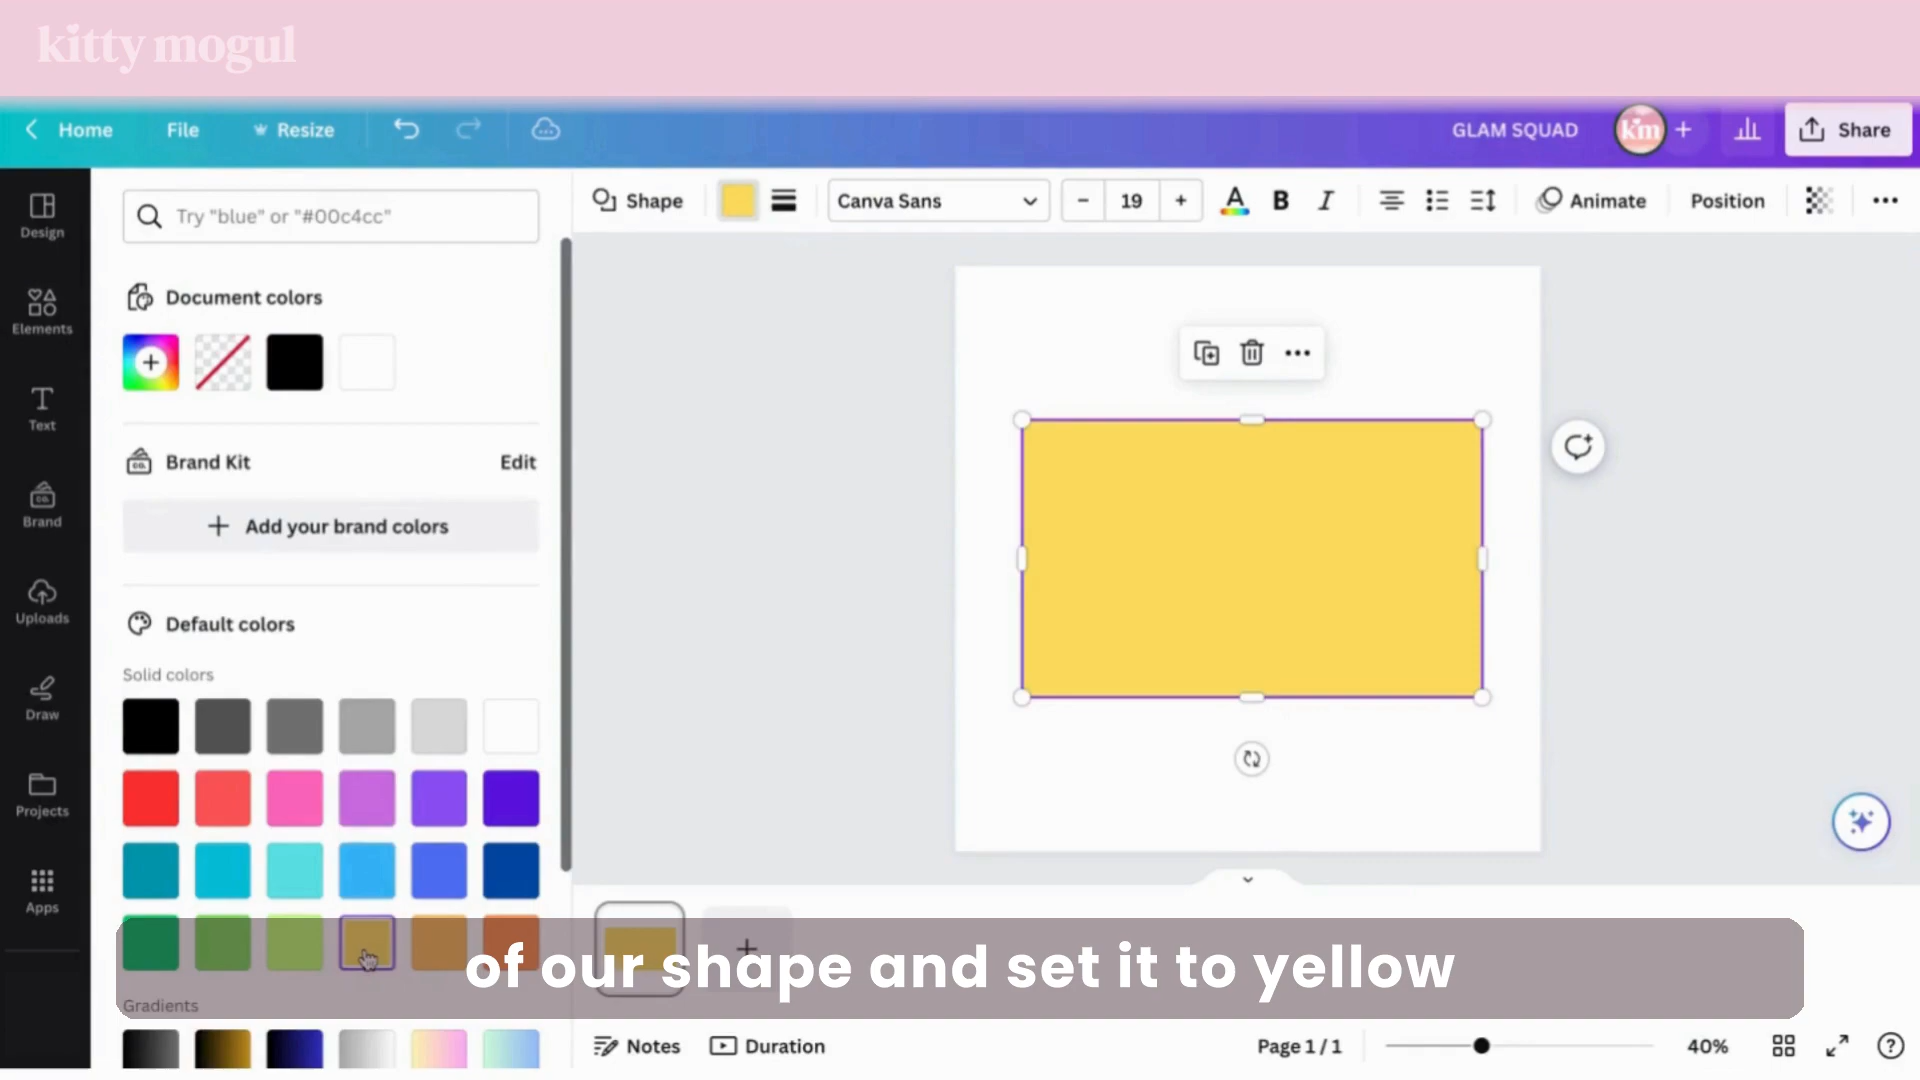 kitty mogul
Home File Resize GLAM SQUAD km Share
Design
Elements
Text
Brand
Uploads
Draw
Projects
Apps
Try "blue" or "#00c4cc"
Document colors
Brand Kit Edit
CO.
Add your brand colors
Default colors
Solid colors
Gradients
Shape Canva Sans - 19 + A B I Animate Position
of our shape and set it to yellow
Notes Duration Page 1 / 1 40%